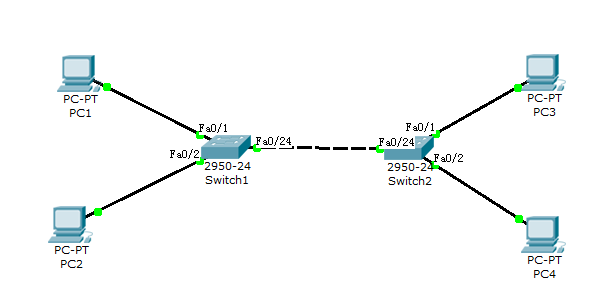 PC-PT
PC1
PC-PT
PC2
Fa0/1
Fa0/2
Fa0/24
2950-24
Switch1
Fa0/24
Fa0/1
Fa0/2
2950-24
Switch2
PC-PT
PC3
PC-PT
PC4